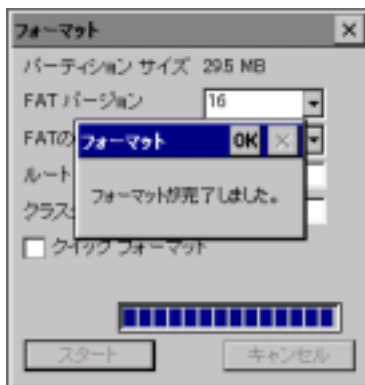 フォーマット
パーティション サイズ 29.5 MB
FAT バージョン 16
FATの
フォーマット OK
ルート
フォーマットが完了しました。
クラスタ
クイック フォーマット
スタート キャンセル